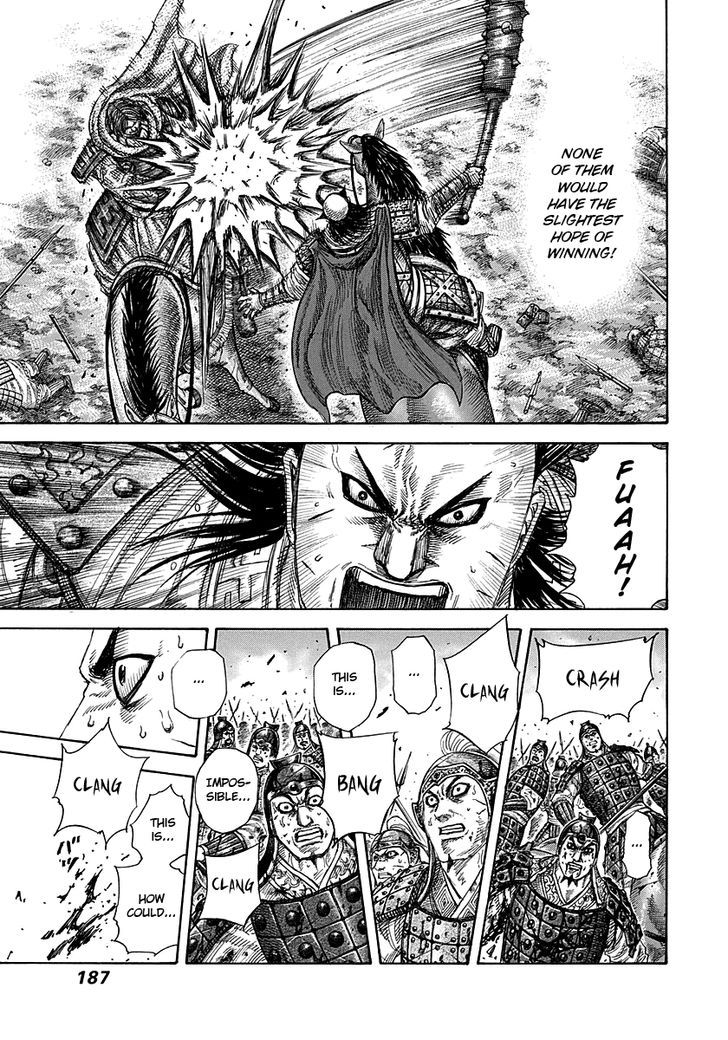 NONE
OF THEM
WOULD
HAVE THE
SLIGHTEST
HOPE OF
WINNING!
FUAAH!
CRASH
CLANG
...
BANG
THIS
IS...
IMPOS-
SIBLE...
CLANG
...
CLANG
...
THIS
IS...
HOW
COULD...
187